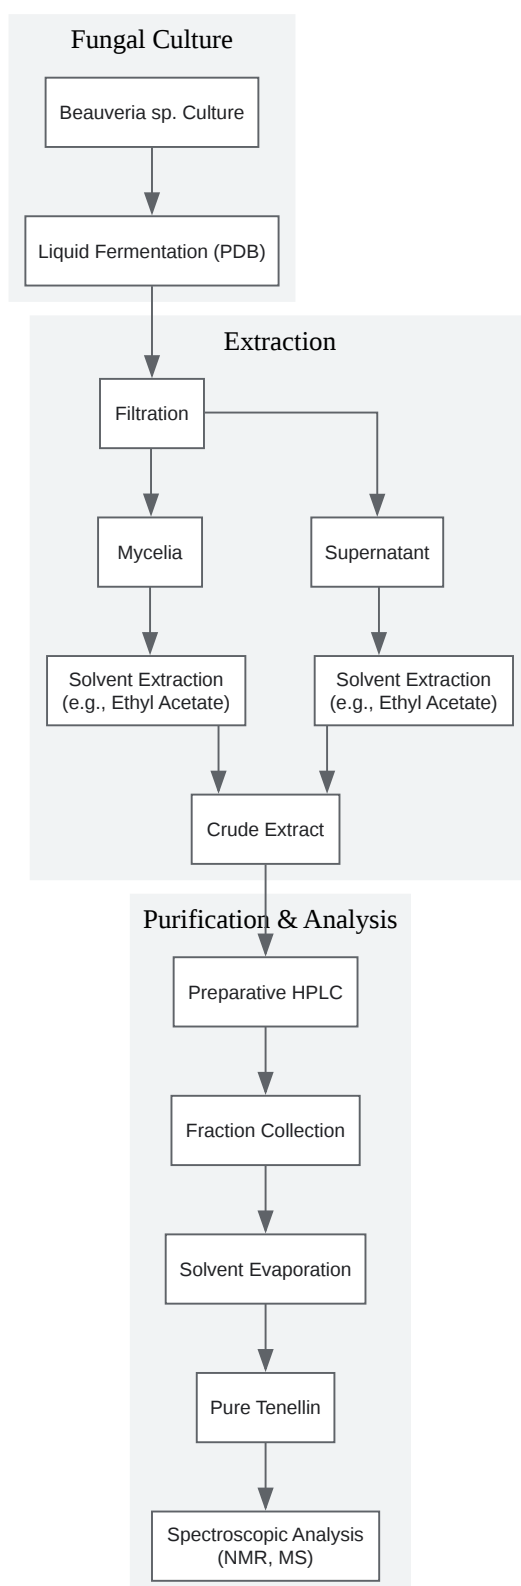 Fungal Culture
Beauveria sp. Culture
Liquid Fermentation (PDB)
Extraction
Filtration
Mycelia
Supernatant
Solvent Extraction
(e.g., Ethyl Acetate)
Solvent Extraction
(e.g., Ethyl Acetate)
Crude Extract
Purification & Analysis
Preparative HPLC
Fraction Collection
Solvent Evaporation
Pure Tenellin
Spectroscopic Analysis
(NMR, MS)